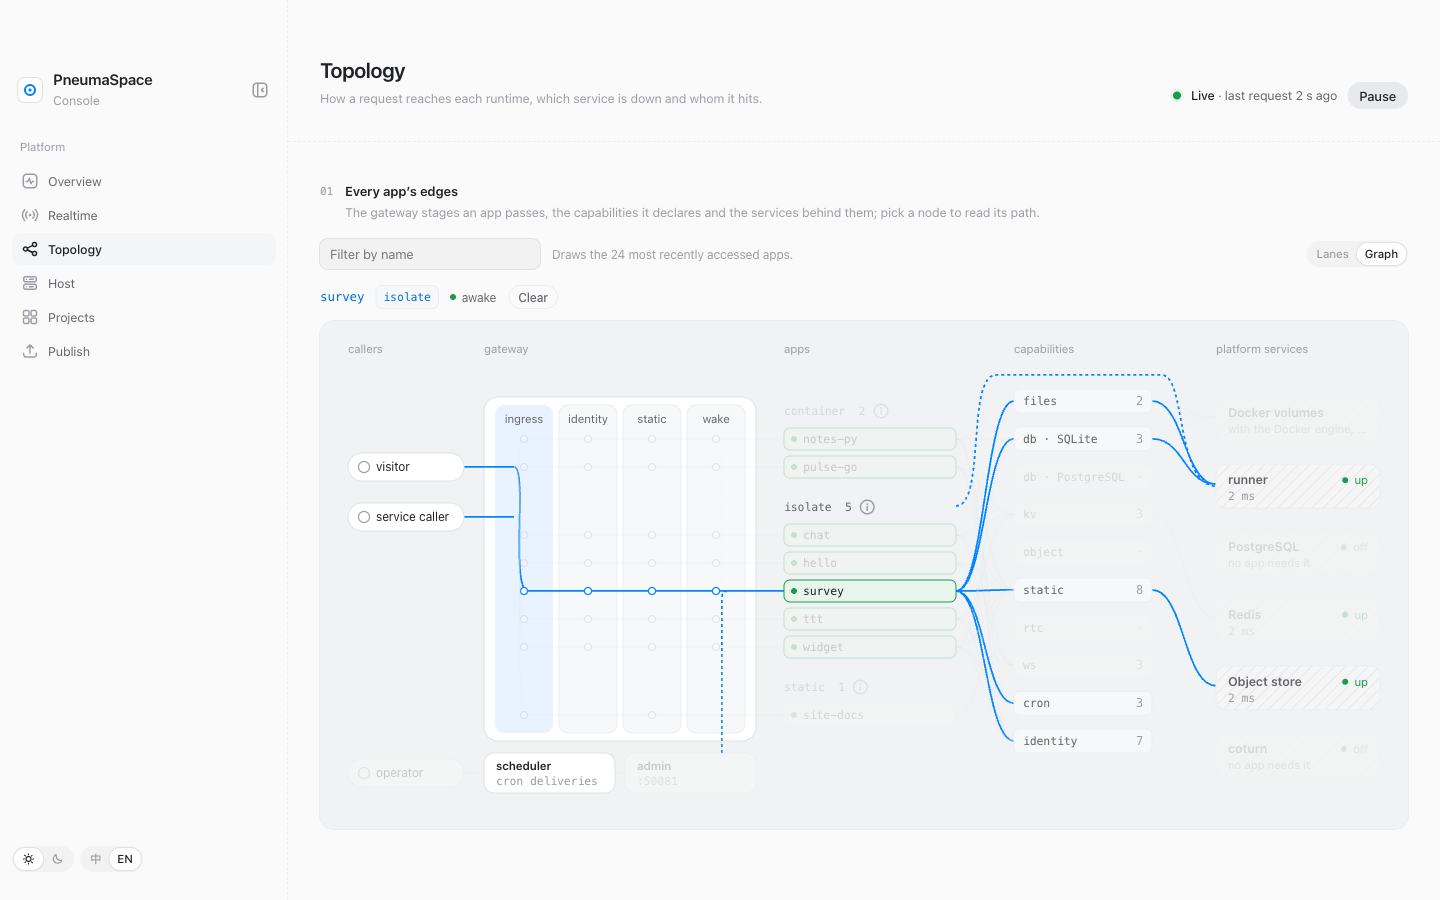 PneumaSpace
Console
Platform
Overview
Realtime
Topology
Host
Projects
Publish
中
EN
Topology
How a request reaches each runtime, which service is down and whom it hits.
Live · last request 2 s ago
Pause
01 Every app’s edges
The gateway stages an app passes, the capabilities it declares and the services behind them; pick a node to read its path.
Filter by name
Draws the 24 most recently accessed apps.
Lanes
Graph
survey
isolate
awake
Clear
callers
gateway
apps
capabilities
platform services
visitor
service caller
operator
ingress
identity
static
wake
scheduler
cron deliveries
admin
:50081
container 2
notes-py
pulse-go
isolate 5
chat
hello
survey
ttt
widget
static 1
site-docs
files 2
db · SQLite 3
db · PostgreSQL -
kv 3
object -
static 8
rtc -
ws 3
cron 3
identity 7
Docker volumes
with the Docker engine, …
runner up
2 ms
PostgreSQL off
no app needs it
Redis up
2 ms
Object store up
2 ms
coturn off
no app needs it